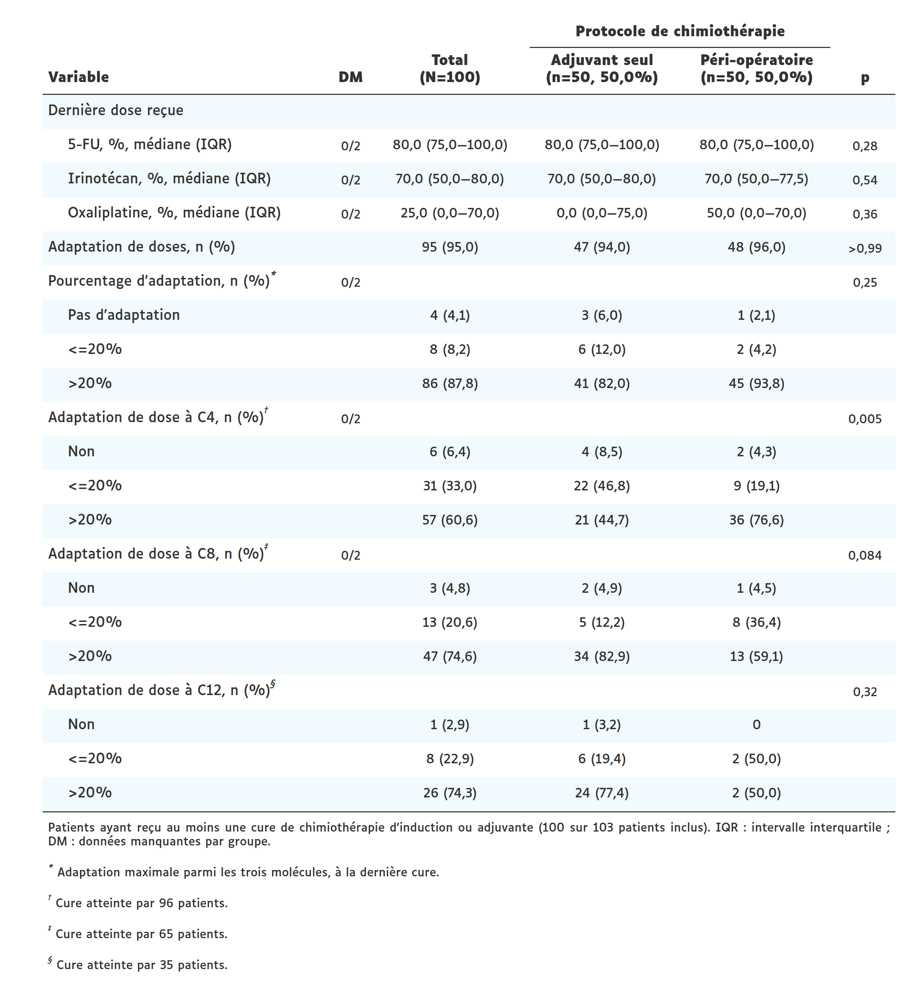 Protocole de chimiothérapie
Total Adjuvant seul Péri-opératoire
Variable DM (N=100) (n=50, 50,0%) (n=50, 50,0%) p
Dernière dose reçue
5-FU, %, médiane (IQR) 0/2 80,0 (75,0–100,0) 80,0 (75,0–100,0) 80,0 (75,0–100,0) 0,28
Irinotécan, %, médiane (IQR) 0/2 70,0 (50,0–80,0) 70,0 (50,0–80,0) 70,0 (50,0–77,5) 0,54
Oxaliplatine, %, médiane (IQR) 0/2 25,0 (0,0–70,0) 0,0 (0,0–75,0) 50,0 (0,0–70,0) 0,36
Adaptation de doses, n (%) 95 (95,0) 47 (94,0) 48 (96,0) >0,99
Pourcentage d’adaptation, n (%)* 0/2 0,25
Pas d’adaptation 4 (4,1) 3 (6,0) 1 (2,1)
<=20% 8 (8,2) 6 (12,0) 2 (4,2)
>20% 86 (87,8) 41 (82,0) 45 (93,8)
Adaptation de dose à C4, n (%)† 0/2 0,005
Non 6 (6,4) 4 (8,5) 2 (4,3)
<=20% 31 (33,0) 22 (46,8) 9 (19,1)
>20% 57 (60,6) 21 (44,7) 36 (76,6)
Adaptation de dose à C8, n (%)‡ 0/2 0,084
Non 3 (4,8) 2 (4,9) 1 (4,5)
<=20% 13 (20,6) 5 (12,2) 8 (36,4)
>20% 47 (74,6) 34 (82,9) 13 (59,1)
Adaptation de dose à C12, n (%)§ 0,32
Non 1 (2,9) 1 (3,2) 0
<=20% 8 (22,9) 6 (19,4) 2 (50,0)
>20% 26 (74,3) 24 (77,4) 2 (50,0)
Patients ayant reçu au moins une cure de chimiothérapie d’induction ou adjuvante (100 sur 103 patients inclus). IQR : intervalle interquartile ;
DM : données manquantes par groupe.
* Adaptation maximale parmi les trois molécules, à la dernière cure.
† Cure atteinte par 96 patients.
‡ Cure atteinte par 65 patients.
§ Cure atteinte par 35 patients.